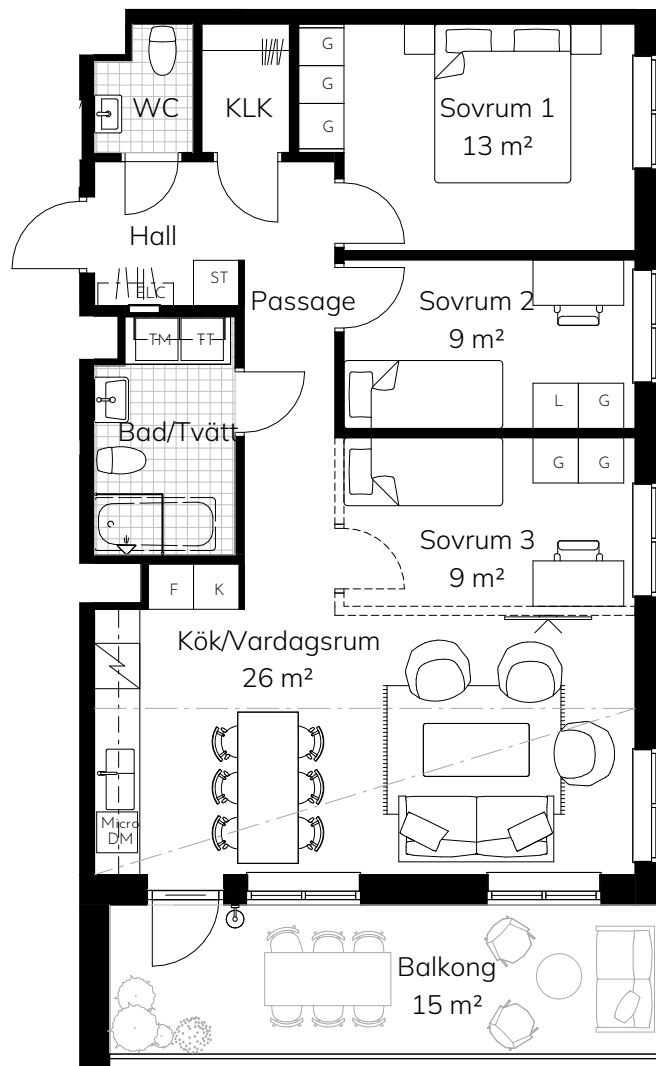 G
G
G
WC
KLK
Sovrum 1
13 m²
Hall
ELC
ST
Passage
Sovrum 2
9 m²
TM
TT
L
G
Bad/Tvätt
G
G
Sovrum 3
9 m²
F
K
Kök/Vardagsrum
26 m²
Micro
DM
Balkong
15 m²